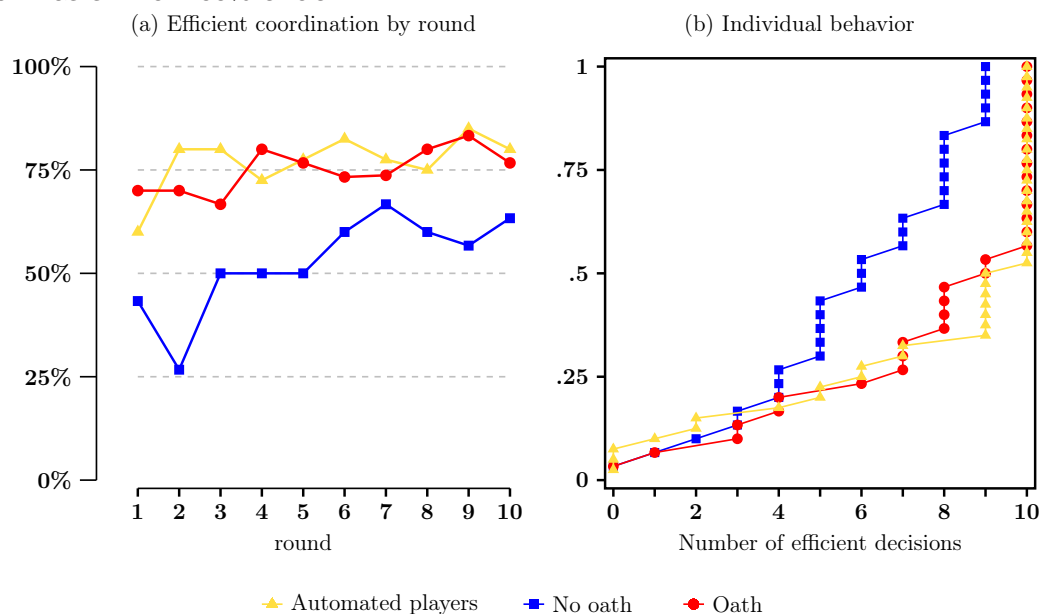 (a) Efficient coordination by round
(b) Individual behavior
100%
75%
50%
25%
0%
1 2 3 4 5 6 7 8 9 10
round
1
.75
.5
.25
0
0 2 4 6 8 10
Number of efficient decisions
Automated players No oath Oath